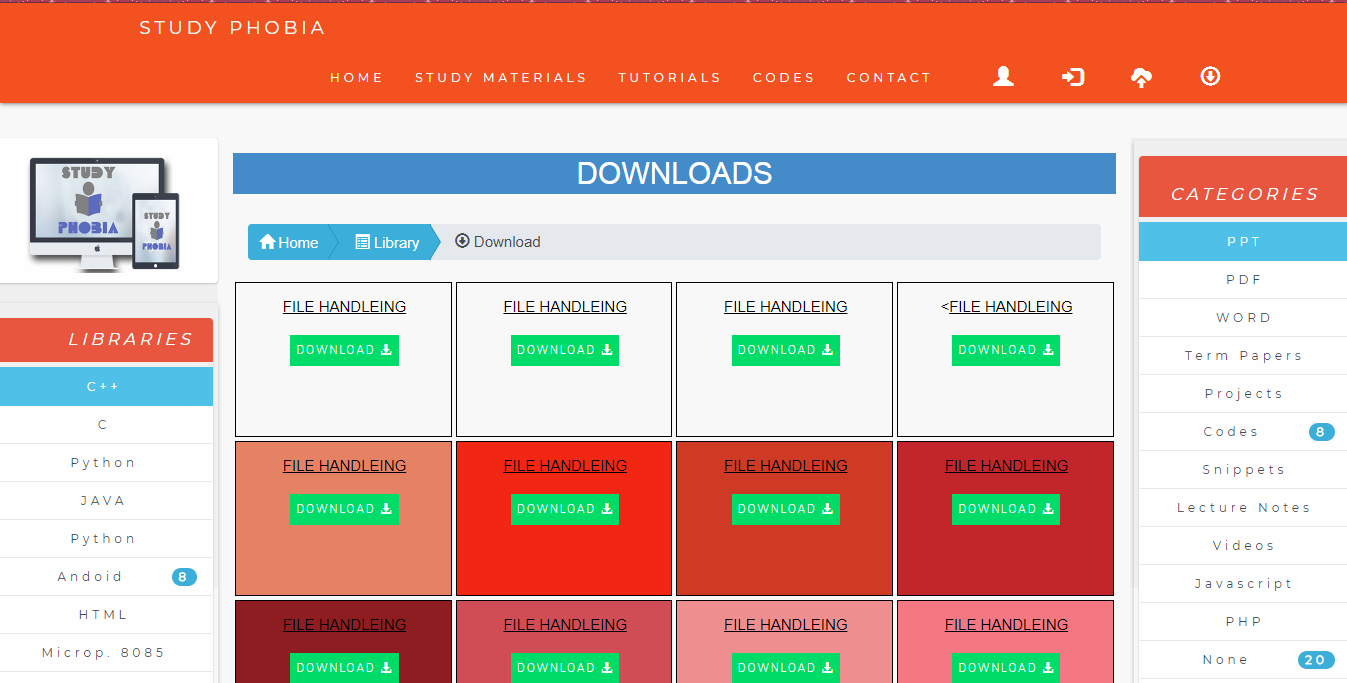 STUDY PHOBIA
HOME STUDY MATERIALS TUTORIALS CODES CONTACT
STUDY
PHOBIA
STUDY
PHOBIA
LIBRARIES
C++
C
Python
JAVA
Python
Andoid 8
HTML
Microp. 8085
DOWNLOADS
Home Library Download
FILE HANDLEING FILE HANDLEING FILE HANDLEING <FILE HANDLEING
DOWNLOAD DOWNLOAD DOWNLOAD DOWNLOAD
FILE HANDLEING FILE HANDLEING FILE HANDLEING FILE HANDLEING
DOWNLOAD DOWNLOAD DOWNLOAD DOWNLOAD
FILE HANDLEING FILE HANDLEING FILE HANDLEING FILE HANDLEING
DOWNLOAD DOWNLOAD DOWNLOAD DOWNLOAD
CATEGORIES
PPT
PDF
WORD
Term Papers
Projects
Codes 8
Snippets
Lecture Notes
Videos
Javascript
PHP
None 20